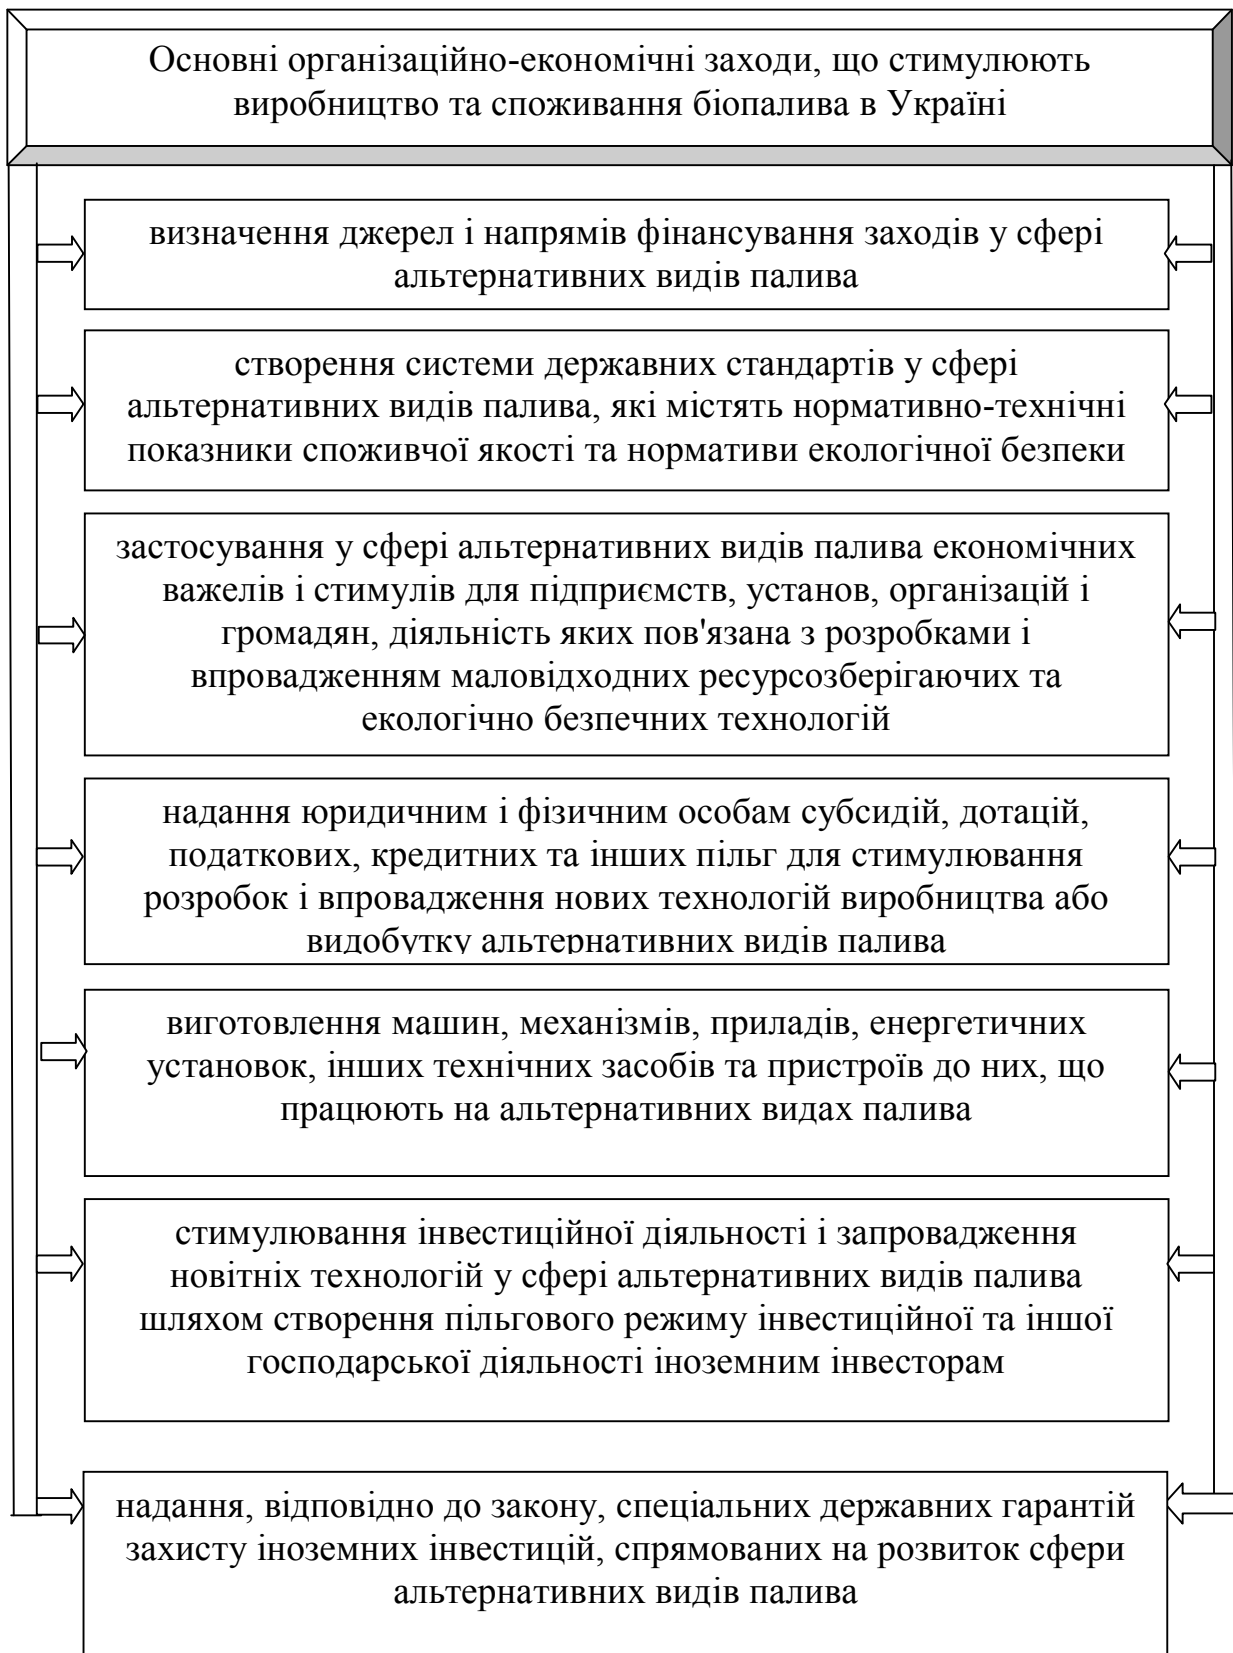 Основні організаційно-економічні заходи, що стимулюють
виробництво та споживання біопалива в Україні
визначення джерел і напрямів фінансування заходів у сфері
альтернативних видів палива
створення системи державних стандартів у сфері
альтернативних видів палива, які містять нормативно-технічні
показники споживчої якості та нормативи екологічної безпеки
застосування у сфері альтернативних видів палива економічних
важелів і стимулів для підприємств, установ, організацій і
громадян, діяльність яких пов'язана з розробками і
впровадженням маловідходних ресурсозберігаючих та
екологічно безпечних технологій
надання юридичним і фізичним особам субсидій, дотацій,
податкових, кредитних та інших пільг для стимулювання
розробок і впровадження нових технологій виробництва або
видобутку альтернативних видів палива
виготовлення машин, механізмів, приладів, енергетичних
установок, інших технічних засобів та пристроїв до них, що
працюють на альтернативних видах палива
стимулювання інвестиційної діяльності і запровадження
новітніх технологій у сфері альтернативних видів палива
шляхом створення пільгового режиму інвестиційної та іншої
господарської діяльності іноземним інвесторам
надання, відповідно до закону, спеціальних державних гарантій
захисту іноземних інвестицій, спрямованих на розвиток сфери
альтернативних видів палива